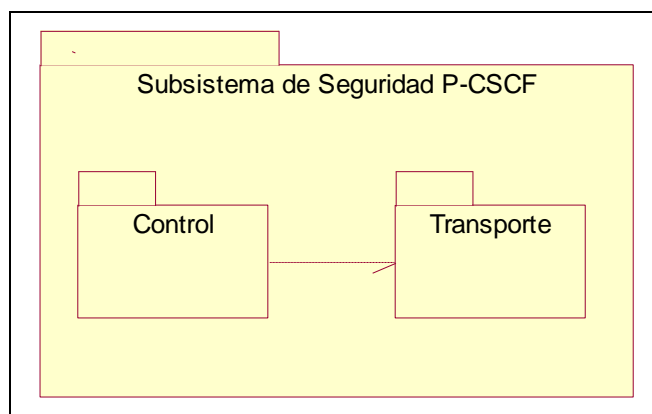 Subsistema de Seguridad P-CSCF
Control
Transporte